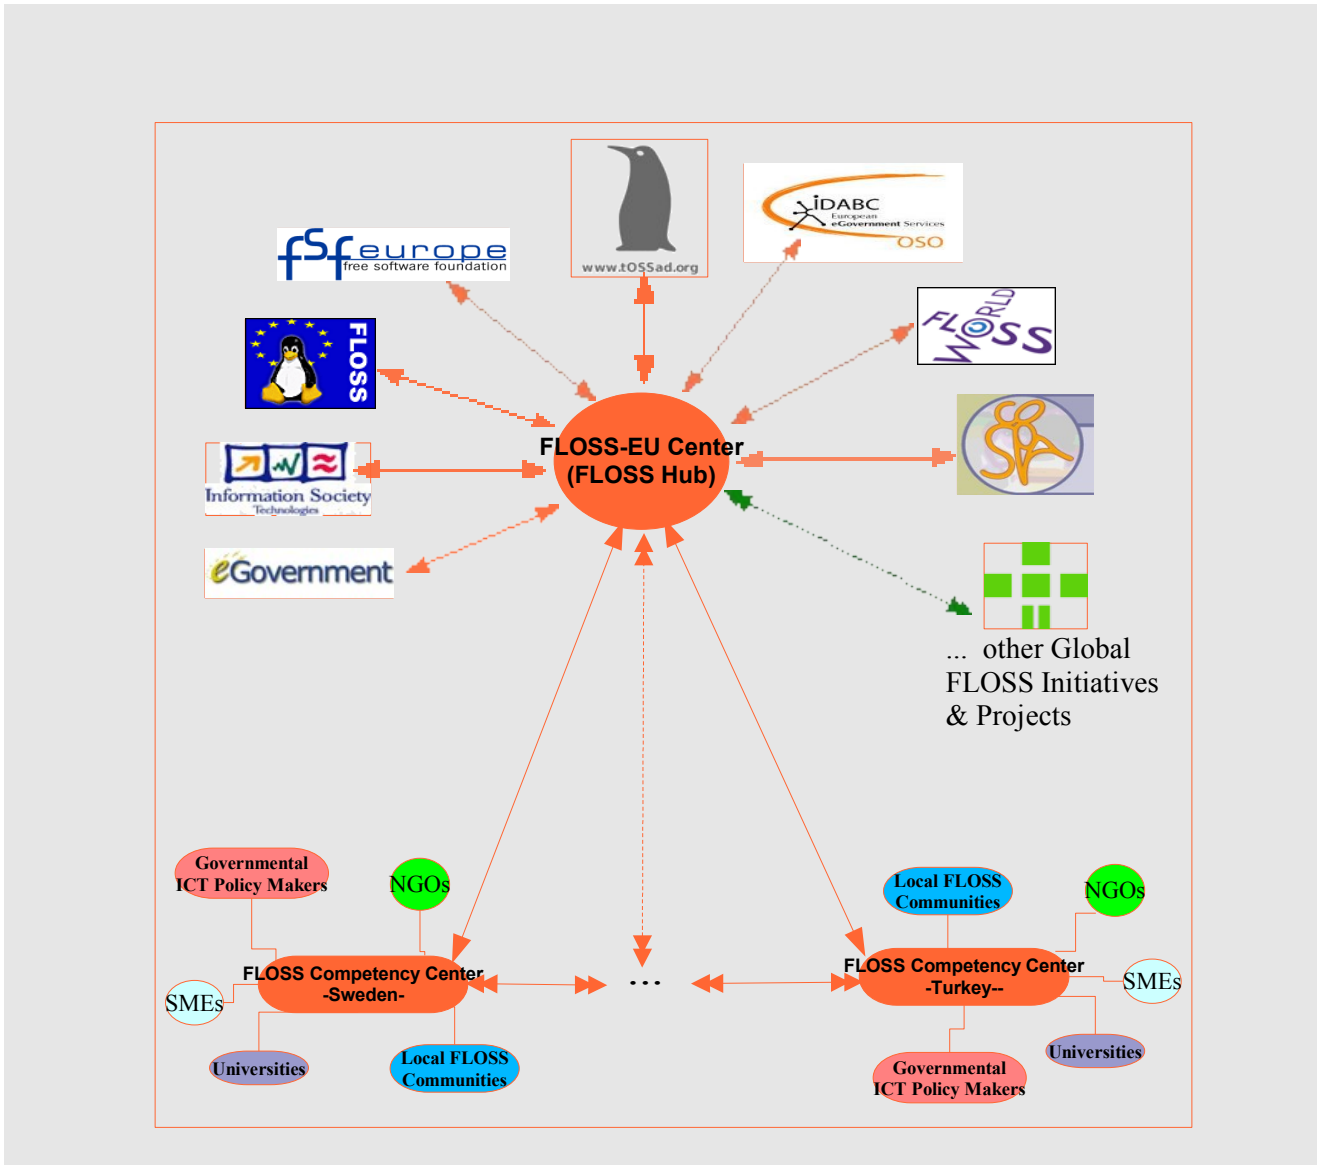 www.tOSSad.org
iDABC
European
eGovernment Services
OSO
fsfeurope
free software foundation
FLOSS
WORLD
FLOSS
FLOSS-EU Center
(FLOSS Hub)
Information Society
Technologies
eGovernment
... other Global
FLOSS Initiatives
& Projects
Governmental
ICT Policy Makers
NGOs
FLOSS Competency Center
-Sweden-
SMEs
Universities
Local FLOSS
Communities
...
Local FLOSS
Communities
NGOs
FLOSS Competency Center
-Turkey--
SMEs
Universities
Governmental
ICT Policy Makers